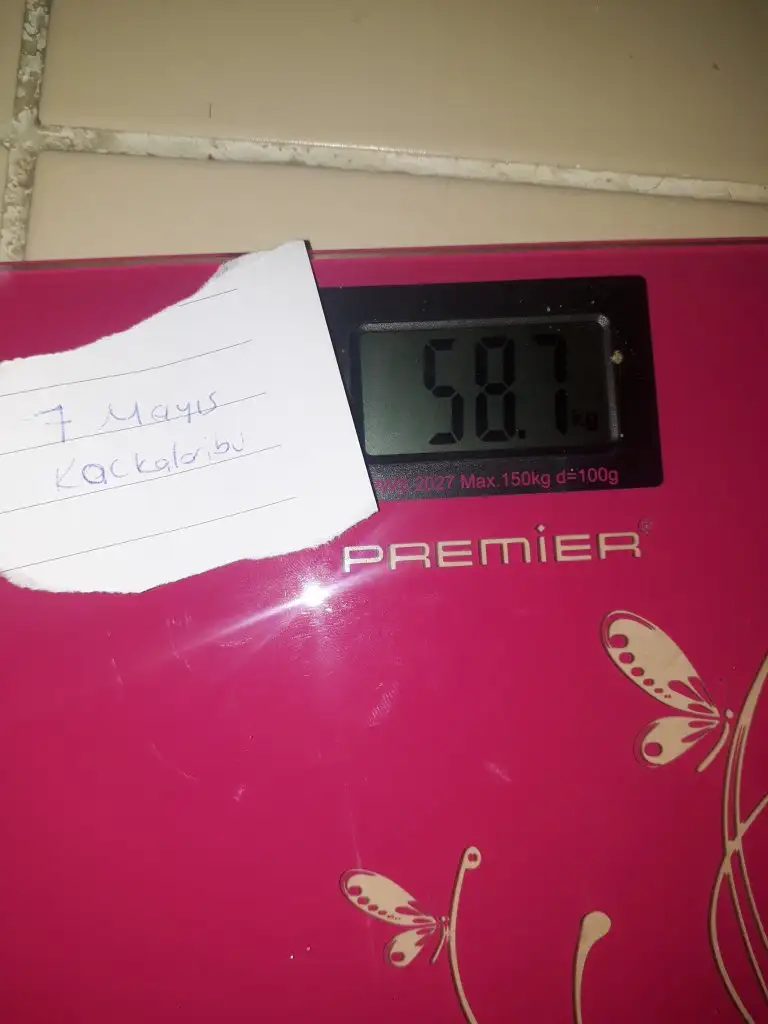 7 Mayıs
Kackaloribu
58.7 kg
2027 Max.150kg d=100g
PREMiER